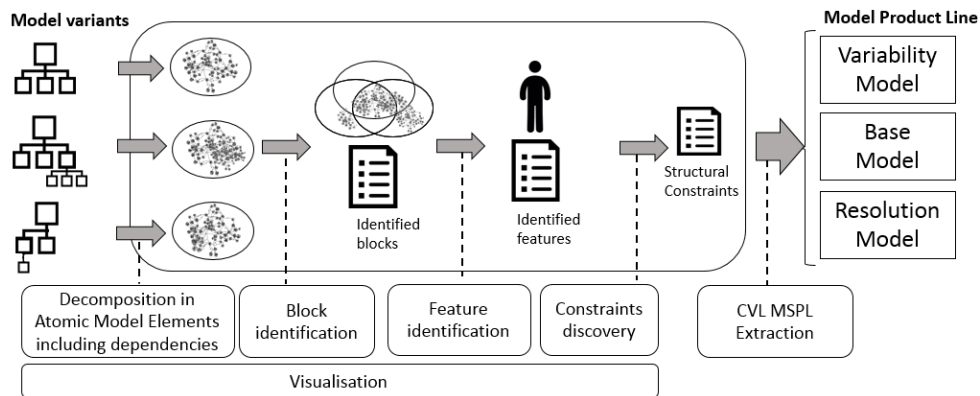 Model variants
Model Product Line
Variability
Model
Base
Model
Resolution
Model
Identified
blocks
Identified
features
Structural
Constraints
Decomposition in
Atomic Model Elements
including dependencies
Block
identification
Feature
identification
Constraints
discovery
CVL MSPL
Extraction
Visualisation